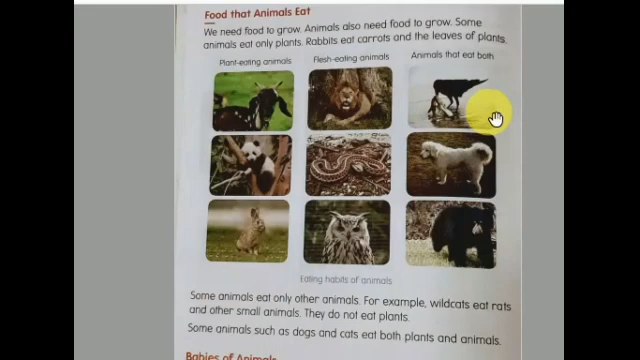 Food that Animals Eat
We need food to grow. Animals also need food to grow. Some
animals eat only plants. Rabbits eat carrots and the leaves of plants.
Plant-eating animals Flesh-eating animals Animals that eat both
Eating habits of animals
Some animals eat only other animals. For example, wildcats eat rats
and other small animals. They do not eat plants.
Some animals such as dogs and cats eat both plants and animals.
Babies of Animals